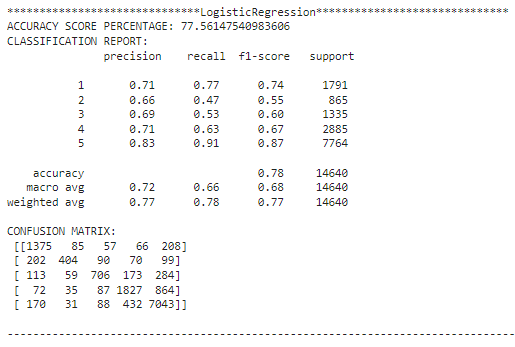 ******************************LogisticRegression******************************
ACCURACY SCORE PERCENTAGE: 77.56147540983606
CLASSIFICATION REPORT:
              precision    recall  f1-score   support

           1       0.71      0.77      0.74      1791
           2       0.66      0.47      0.55       865
           3       0.69      0.53      0.60      1335
           4       0.71      0.63      0.67      2885
           5       0.83      0.91      0.87      7764

    accuracy                           0.78     14640
   macro avg       0.72      0.66      0.68     14640
weighted avg       0.77      0.78      0.77     14640

CONFUSION MATRIX:
 [[1375   85   57   66  208]
 [ 202  404   90   70   99]
 [ 113   59  706  173  284]
 [  72   35   87 1827  864]
 [ 170   31   88  432 7043]]

------------------------------------------------------------------------------